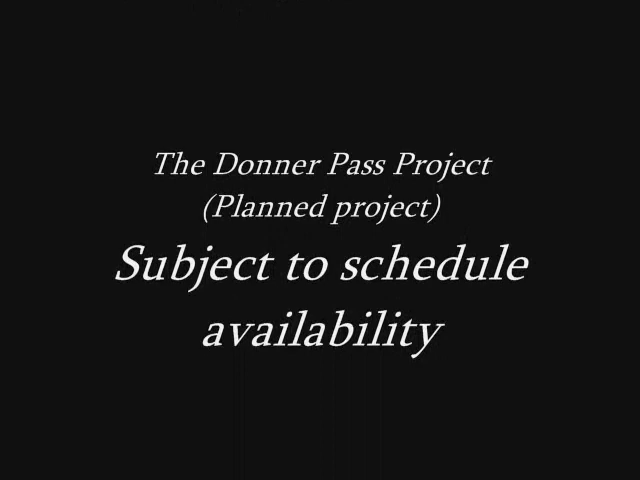 The Donner Pass Project
(Planned project)
Subject to schedule
availability